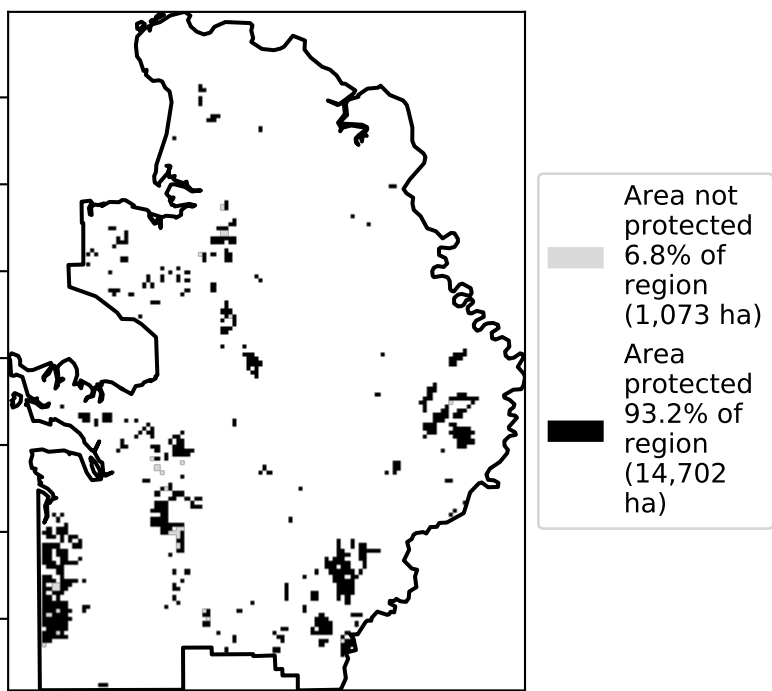 Area not
protected
6.8% of
region
(1,073 ha)
Area
protected
93.2% of
region
(14,702
ha)